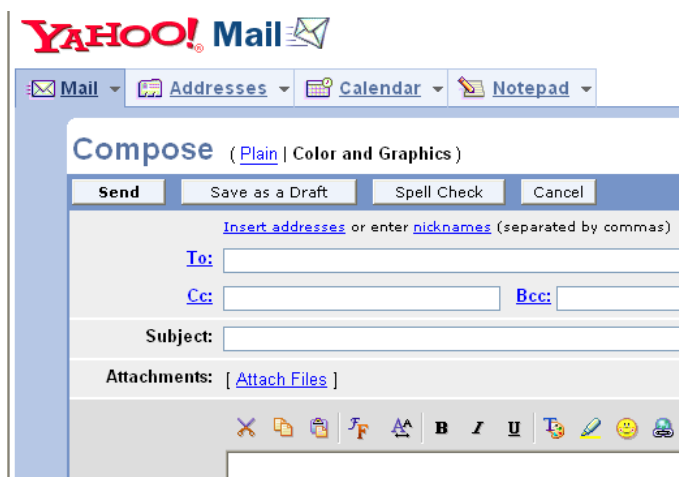 YAHOO!® Mail
Mail Addresses Calendar Notepad
Compose ( Plain | Color and Graphics )
Send Save as a Draft Spell Check Cancel
Insert addresses or enter nicknames (separated by commas)
To:
Cc: Bcc:
Subject:
Attachments: [ Attach Files ]
B I U